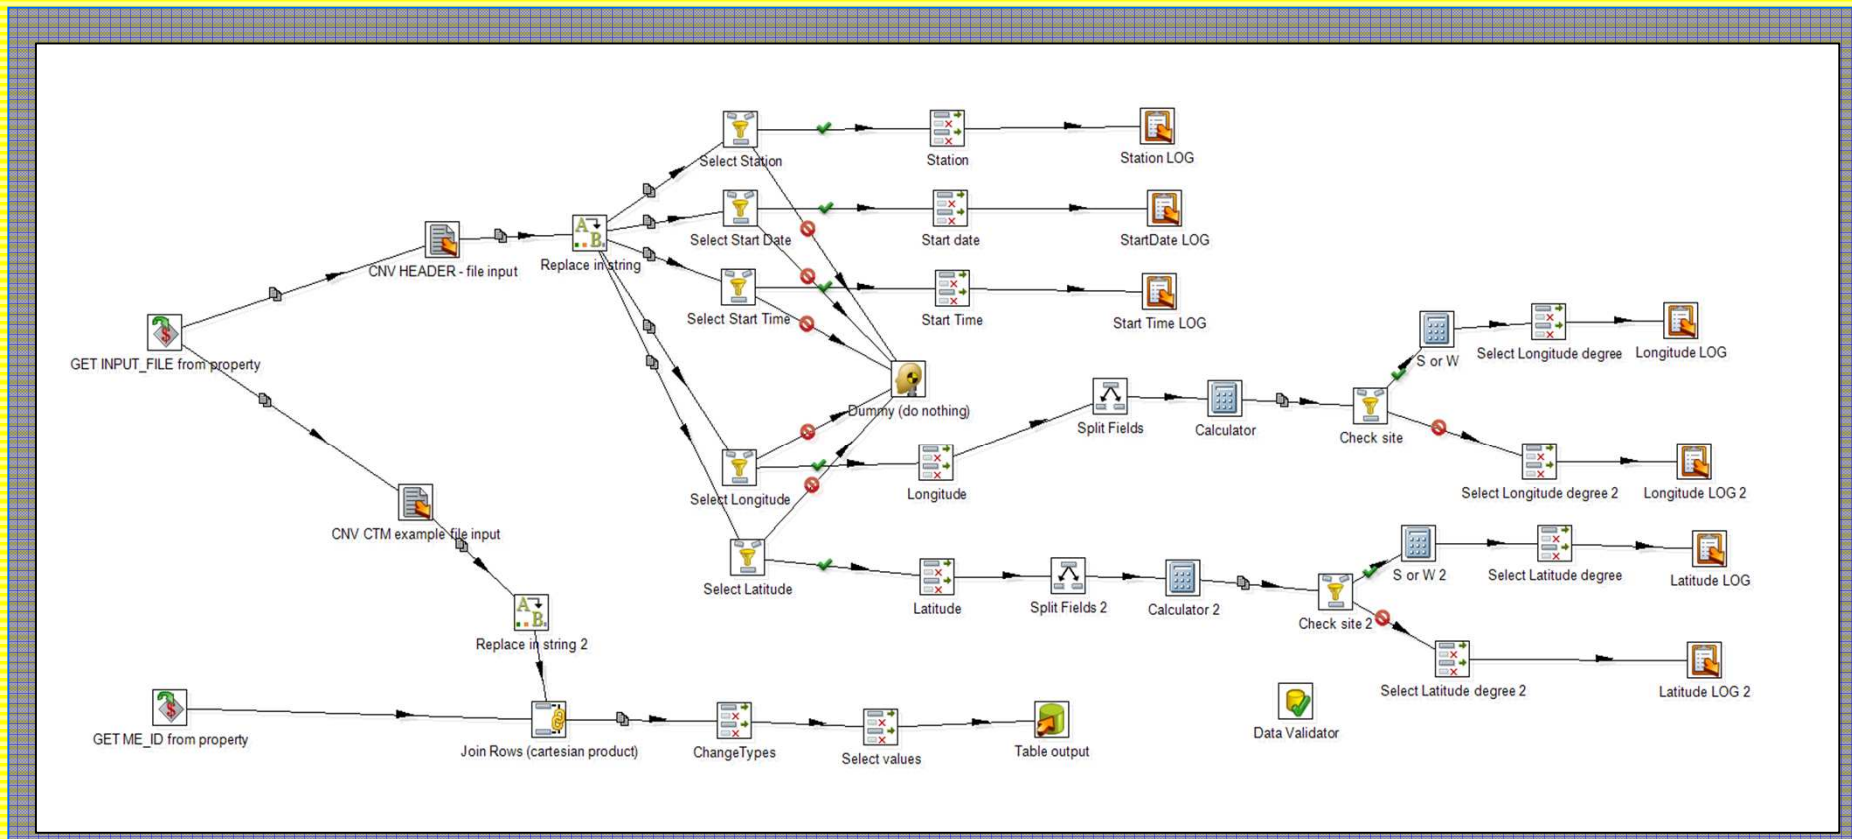 Select Station
Station
Station LOG
Select Start Date
Start date
StartDate LOG
CNV HEADER - file input
Replace in string
Select Start Time
Start Time
Start Time LOG
GET INPUT_FILE from property
S or W
Select Longitude degree
Longitude LOG
Dummy (do nothing)
Split Fields
Calculator
Check site
Select Longitude
Longitude
Select Longitude degree 2
Longitude LOG 2
CNV CTM example file input
Select Latitude
Latitude
Split Fields 2
Calculator 2
S or W 2
Select Latitude degree
Latitude LOG
Check site 2
Replace in string 2
Select Latitude degree 2
Latitude LOG 2
GET ME_ID from property
Join Rows (cartesian product)
ChangeTypes
Select values
Table output
Data Validator